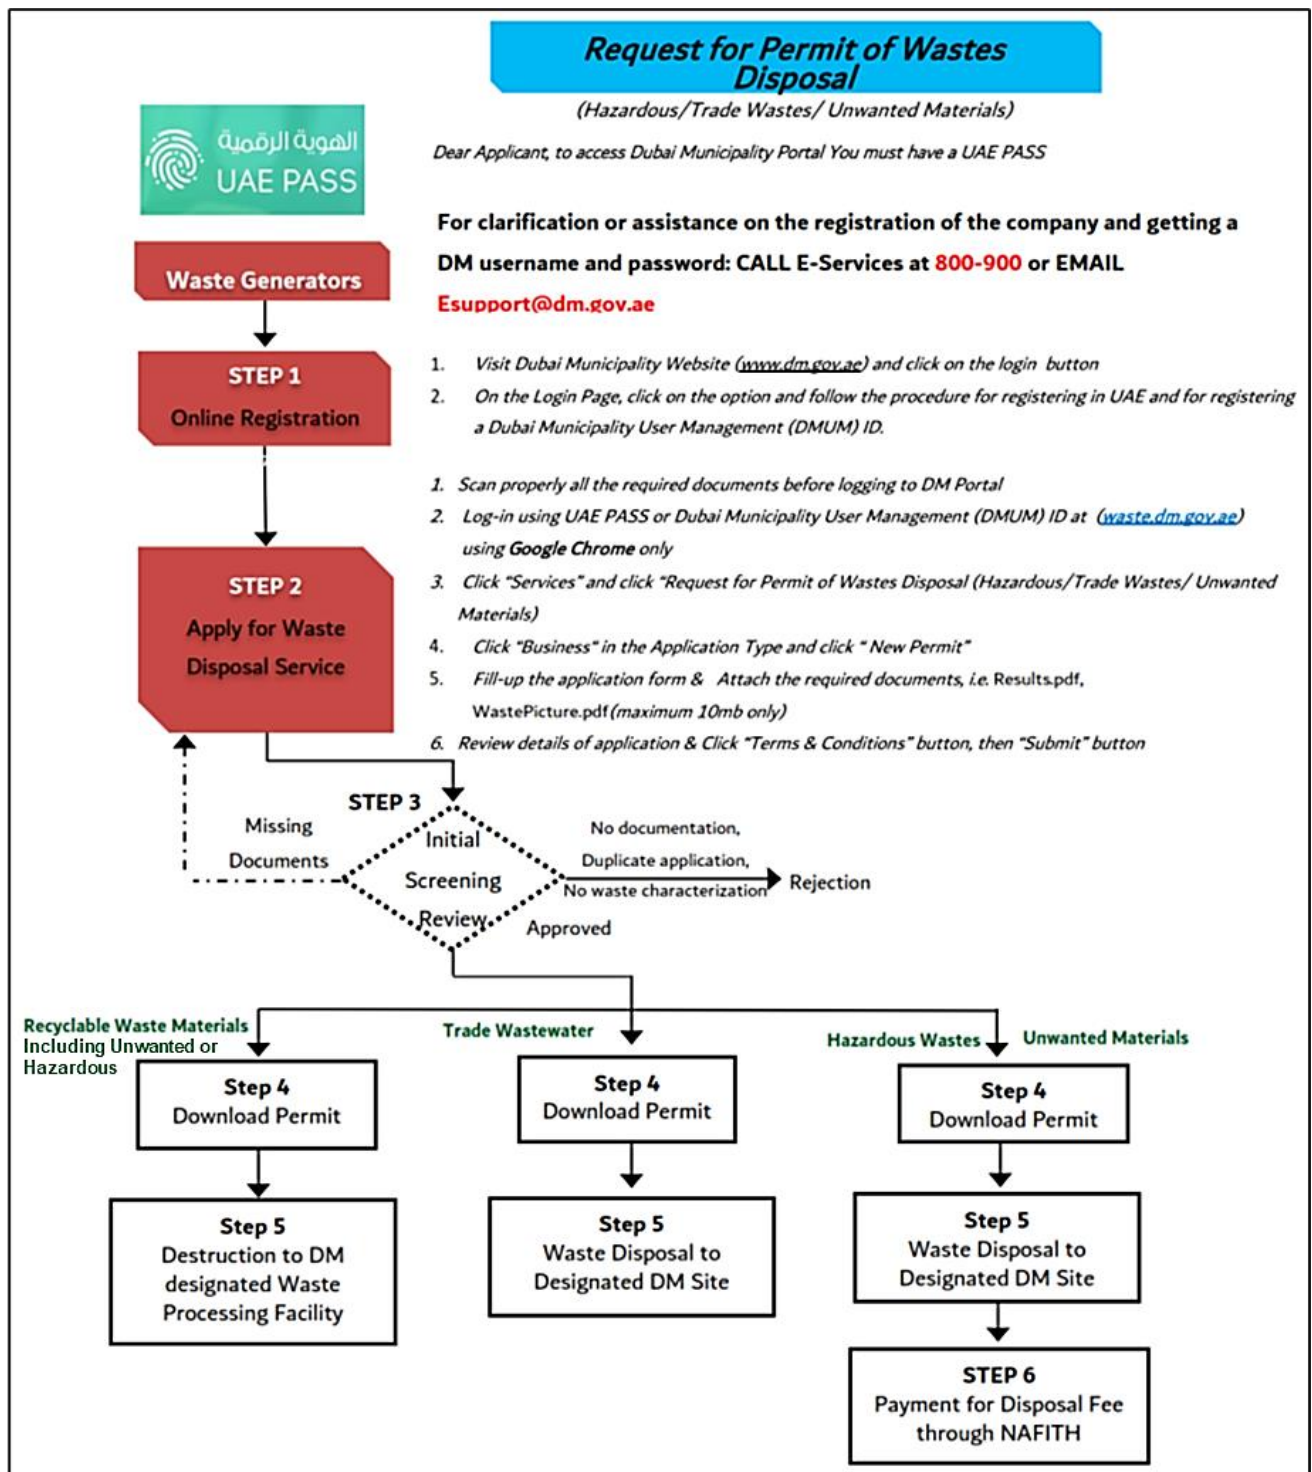 Request for Permit of Wastes
Disposal
(Hazardous/Trade Wastes/ Unwanted Materials)
الهوية الرقمية
UAE PASS
Dear Applicant, to access Dubai Municipality Portal You must have a UAE PASS
For clarification or assistance on the registration of the company and getting a
DM username and password: CALL E-Services at 800-900 or EMAIL
Esupport@dm.gov.ae
Waste Generators
STEP 1
Online Registration
1. Visit Dubai Municipality Website (www.dm.gov.ae) and click on the login button
2. On the Login Page, click on the option and follow the procedure for registering in UAE and for registering
a Dubai Municipality User Management (DMUM) ID.
STEP 2
Apply for Waste
Disposal Service
1. Scan properly all the required documents before logging to DM Portal
2. Log-in using UAE PASS or Dubai Municipality User Management (DMUM) ID at (waste.dm.gov.ae)
using Google Chrome only
3. Click "Services" and click "Request for Permit of Wastes Disposal (Hazardous/Trade Wastes/ Unwanted
Materials)
4. Click "Business" in the Application Type and click " New Permit"
5. Fill-up the application form & Attach the required documents, i.e. Results.pdf,
WastePicture.pdf (maximum 10mb only)
6. Review details of application & Click "Terms & Conditions" button, then "Submit" button
STEP 3
Initial
Screening
Review
Missing
Documents
No documentation,
Duplicate application,
No waste characterization
Rejection
Approved
Recyclable Waste Materials
Including Unwanted or
Hazardous
Step 4
Download Permit
Step 5
Destruction to DM
designated Waste
Processing Facility
Trade Wastewater
Step 4
Download Permit
Step 5
Waste Disposal to
Designated DM Site
Hazardous Wastes
Unwanted Materials
Step 4
Download Permit
Step 5
Waste Disposal to
Designated DM Site
STEP 6
Payment for Disposal Fee
through NAFITH